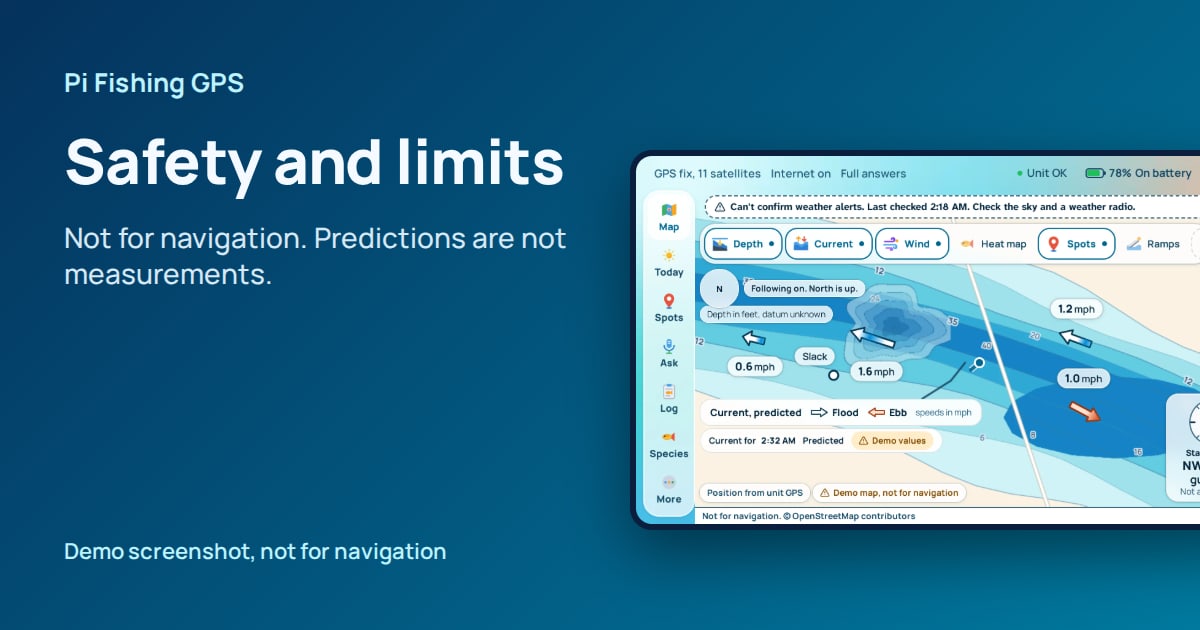 Pi Fishing GPS
Safety and limits
Not for navigation. Predictions are not
measurements.
Demo screenshot, not for navigation
GPS fix, 11 satellites Internet on Full answers
Unit OK 78% On battery
Can't confirm weather alerts. Last checked 2:18 AM. Check the sky and a weather radio.
Map
Today
Spots
Ask
Log
Species
More
Depth Current Wind Heat map Spots Ramps
N
Following on. North is up.
Depth in feet, datum unknown
12
35
1.2 mph
20
40
12
12
0.6 mph
Slack
1.6 mph
1.0 mph
Current, predicted Flood Ebb speeds in mph
Current for 2:32 AM Predicted Demo values
6
8
16
NW
Position from unit GPS
Demo map, not for navigation
Not for navigation. © OpenStreetMap contributors